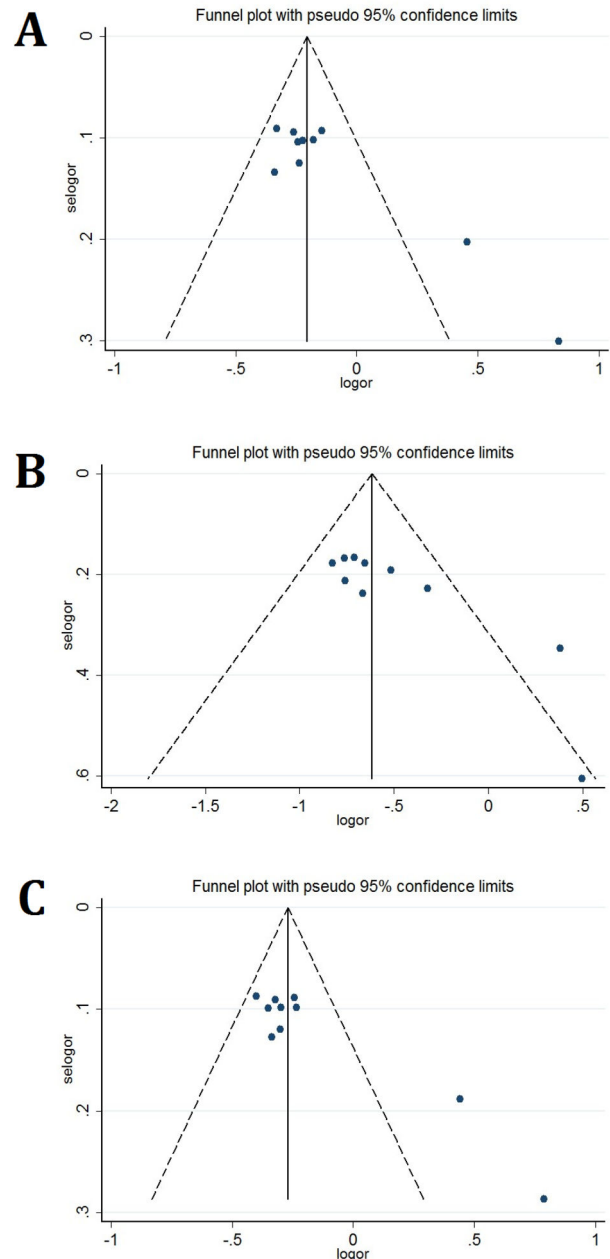 A
Funnel plot with pseudo 95% confidence limits
selogor
0
.1
.2
.3
-1
-.5
0
.5
1
logor
B
Funnel plot with pseudo 95% confidence limits
selogor
0
.2
.4
.6
-2
-1.5
-1
-.5
0
.5
logor
C
Funnel plot with pseudo 95% confidence limits
selogor
0
.1
.2
.3
-1
-.5
0
.5
1
logor